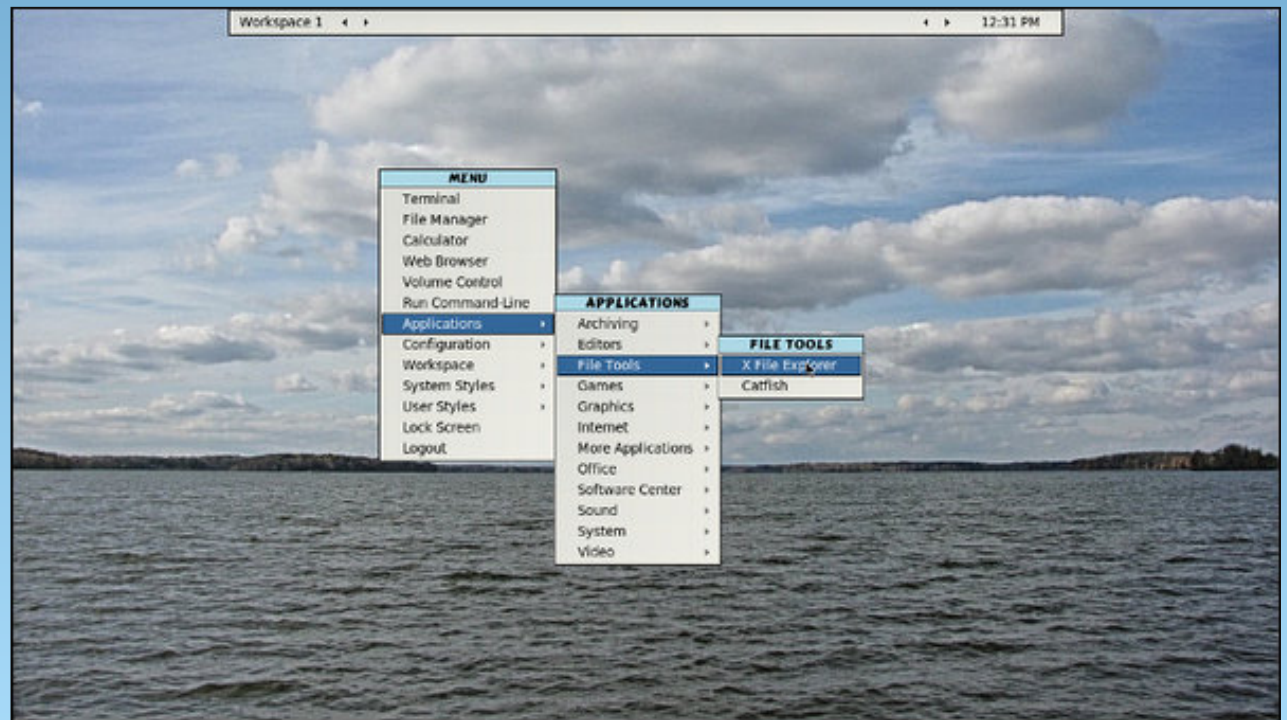 Workspace 1
12:31 PM
MENU
Terminal
File Manager
Calculator
Web Browser
Volume Control
Run Command-Line
Applications
Configuration
Workspace
System Styles
User Styles
Lock Screen
Logout
APPLICATIONS
Archiving
Editors
File Tools
Games
Graphics
Internet
More Applications
Office
Software Center
Sound
System
Video
FILE TOOLS
X File Explorer
Catfish